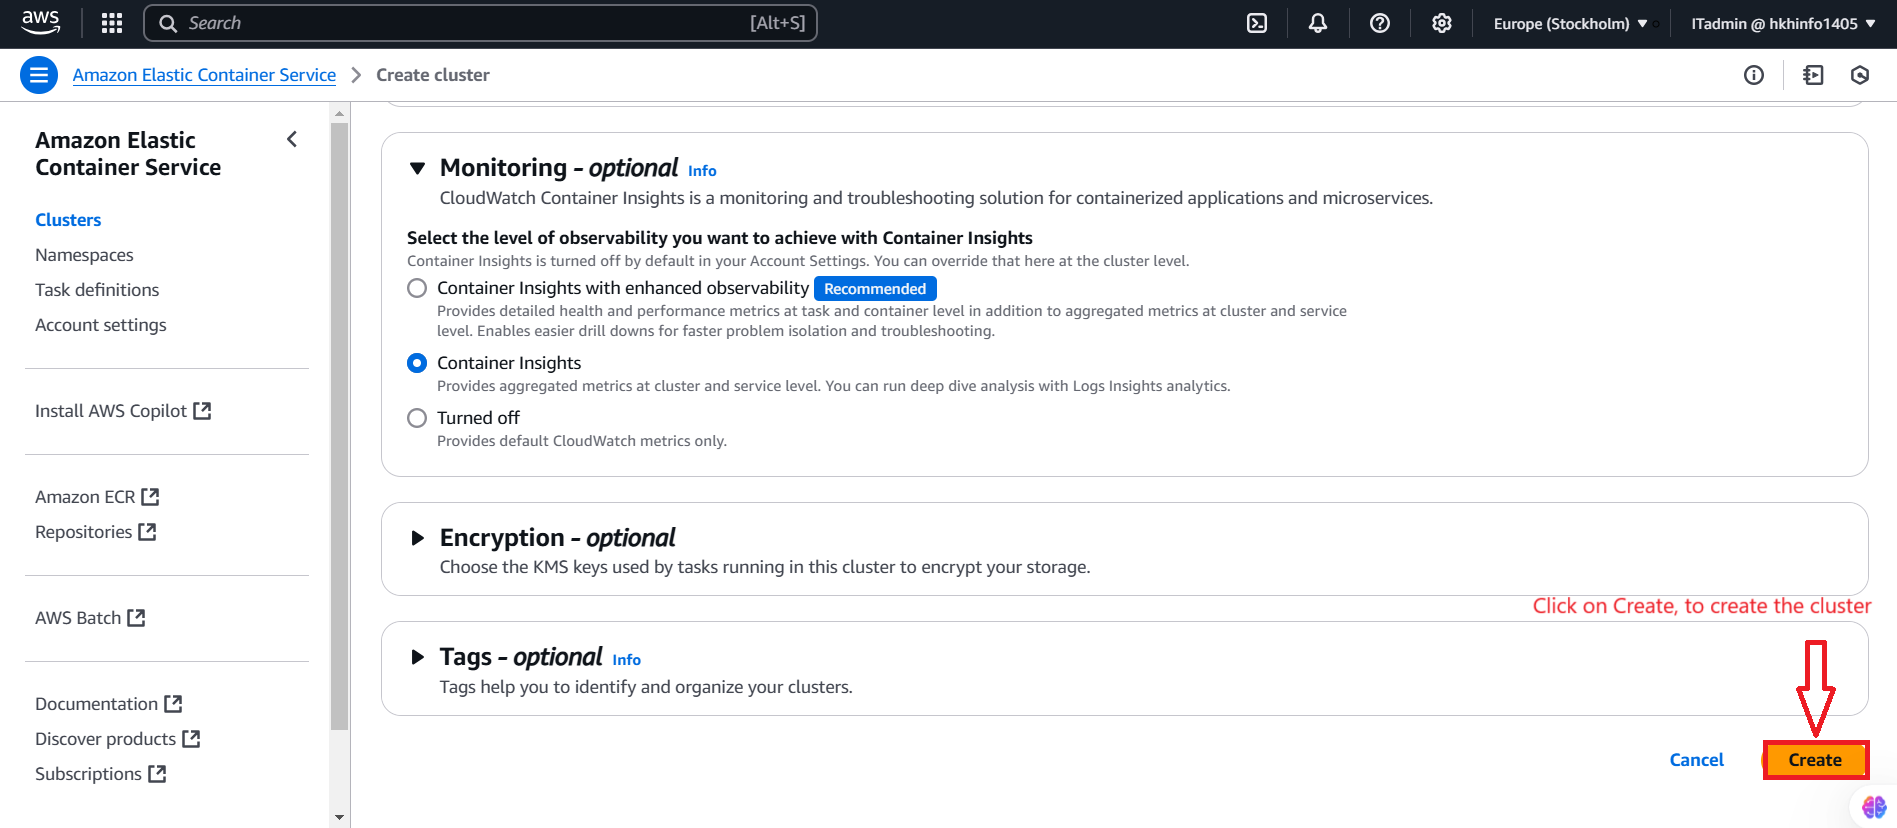 aws
Search [Alt+S]
Europe (Stockholm)
ITadmin @ hkhinfo1405
Amazon Elastic Container Service
Create cluster
Amazon Elastic
Container Service
Clusters
Namespaces
Task definitions
Account settings
Install AWS Copilot
Amazon ECR
Repositories
AWS Batch
Documentation
Discover products
Subscriptions
Monitoring - optional Info
CloudWatch Container Insights is a monitoring and troubleshooting solution for containerized applications and microservices.
Select the level of observability you want to achieve with Container Insights
Container Insights is turned off by default in your Account Settings. You can override that here at the cluster level.
Container Insights with enhanced observability Recommended
Provides detailed health and performance metrics at task and container level in addition to aggregated metrics at cluster and service
level. Enables easier drill downs for faster problem isolation and troubleshooting.
Container Insights
Provides aggregated metrics at cluster and service level. You can run deep dive analysis with Logs Insights analytics.
Turned off
Provides default CloudWatch metrics only.
Encryption - optional
Choose the KMS keys used by tasks running in this cluster to encrypt your storage.
Click on Create, to create the cluster
Tags - optional Info
Tags help you to identify and organize your clusters.
Cancel
Create